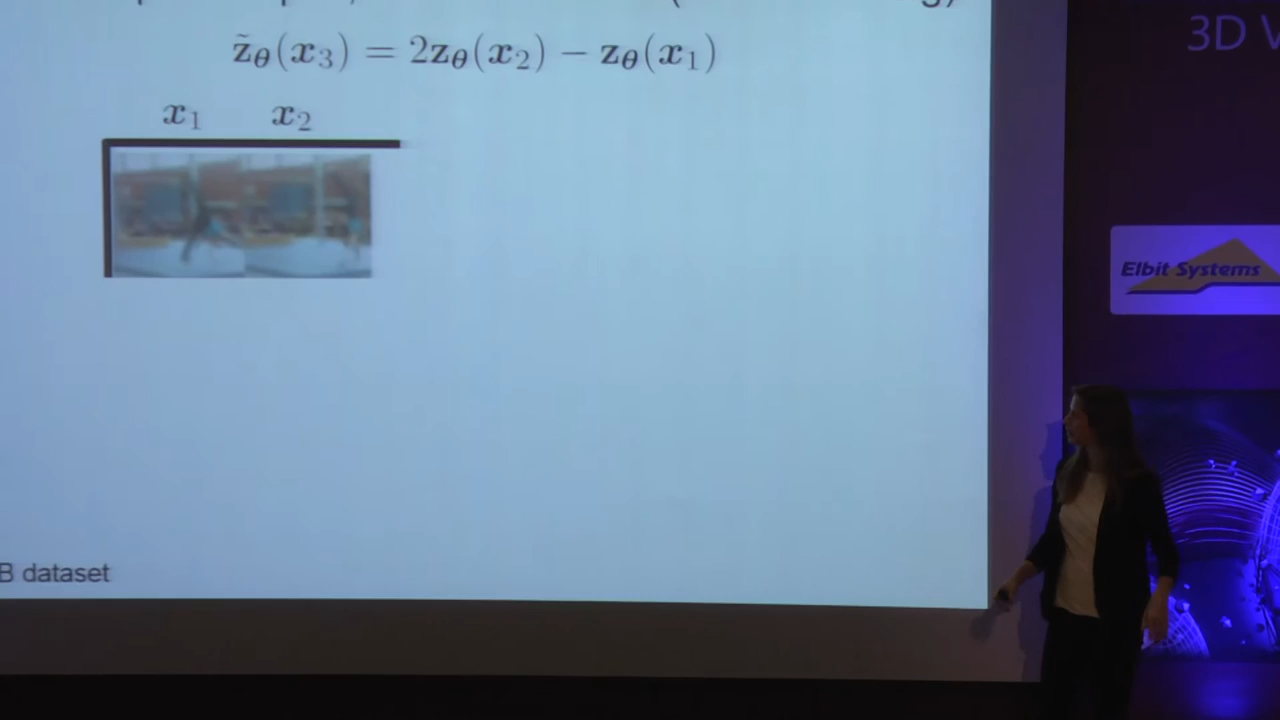 z̃θ(x₃) = 2zθ(x₂) − zθ(x₁)
x₁ x₂
B dataset
3D
Elbit Systems